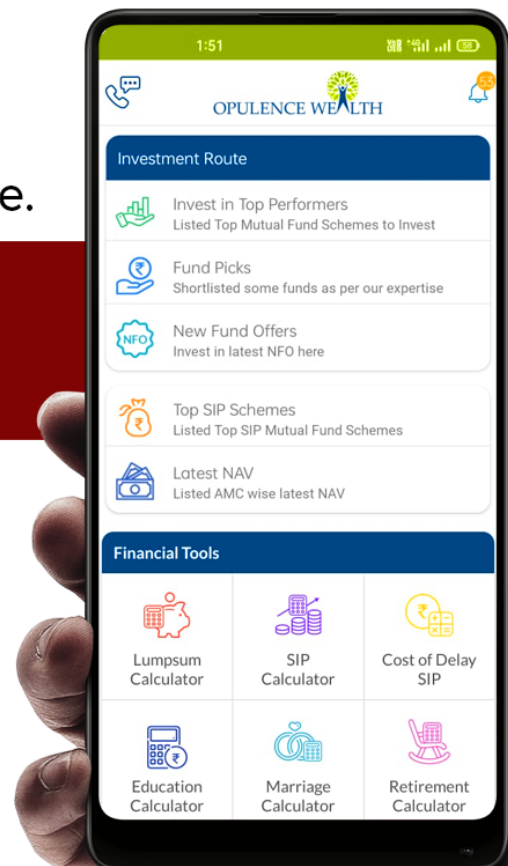 e.
1:51
4G
58
53
OPULENCE WEALTH
Investment Route
Invest in Top Performers
Listed Top Mutual Fund Schemes to Invest
Fund Picks
Shortlisted some funds as per our expertise
NFO
New Fund Offers
Invest in latest NFO here
Top SIP Schemes
Listed Top SIP Mutual Fund Schemes
Latest NAV
Listed AMC wise latest NAV
Financial Tools
Lumpsum
Calculator
SIP
Calculator
Cost of Delay
SIP
Education
Calculator
Marriage
Calculator
Retirement
Calculator